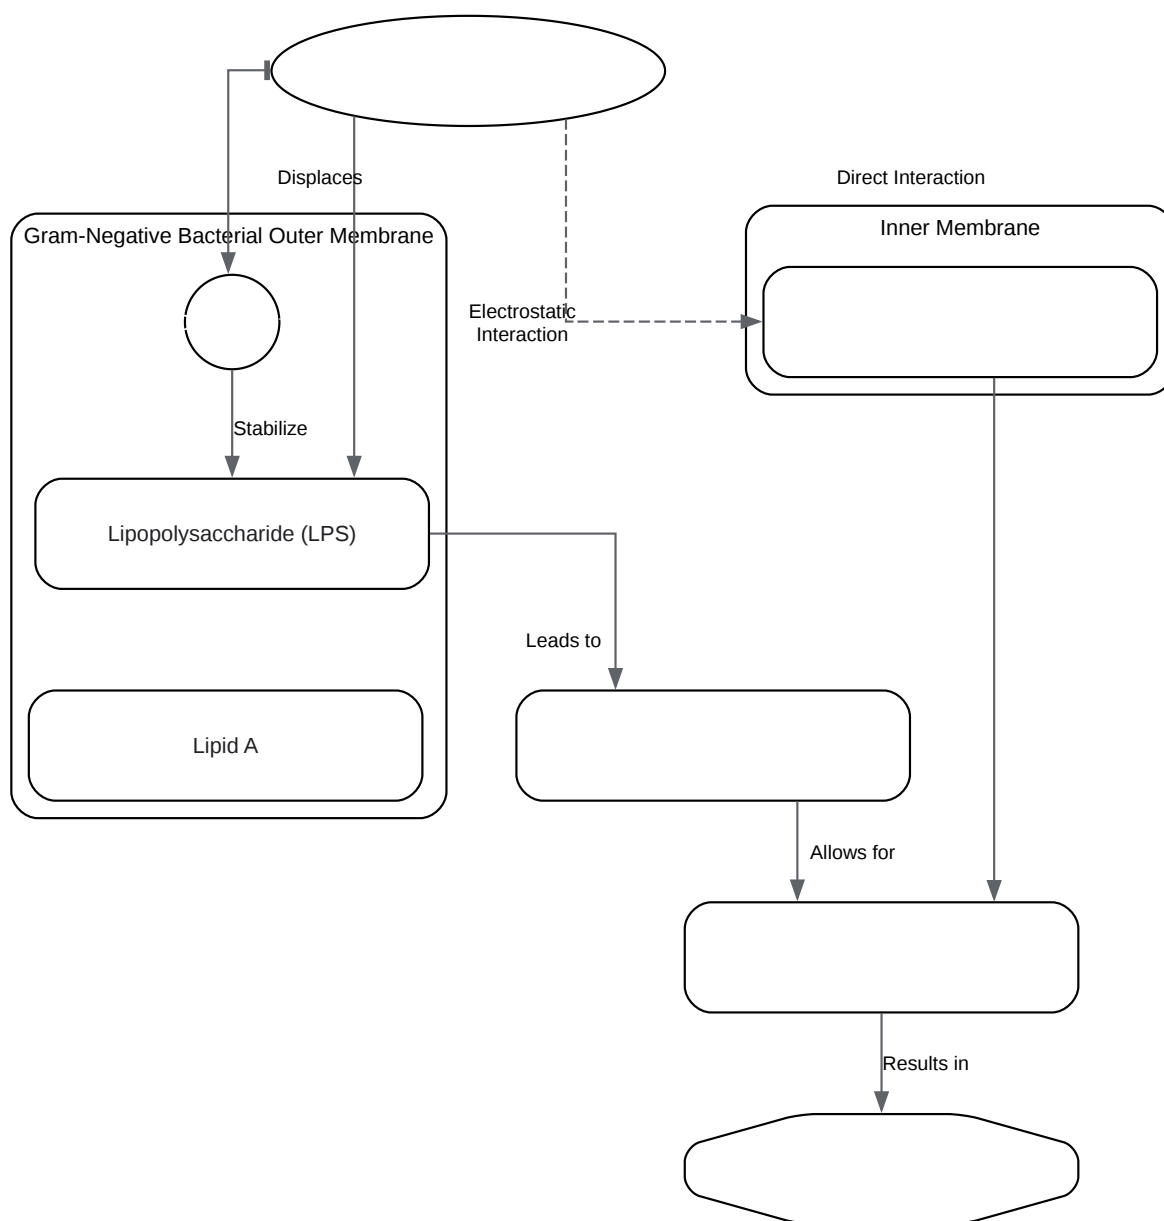 Displaces
Direct Interaction
Gram-Negative Bacterial Outer Membrane
Inner Membrane
Electrostatic
Interaction
Stabilize
Lipopolysaccharide (LPS)
Leads to
Lipid A
Allows for
Results in